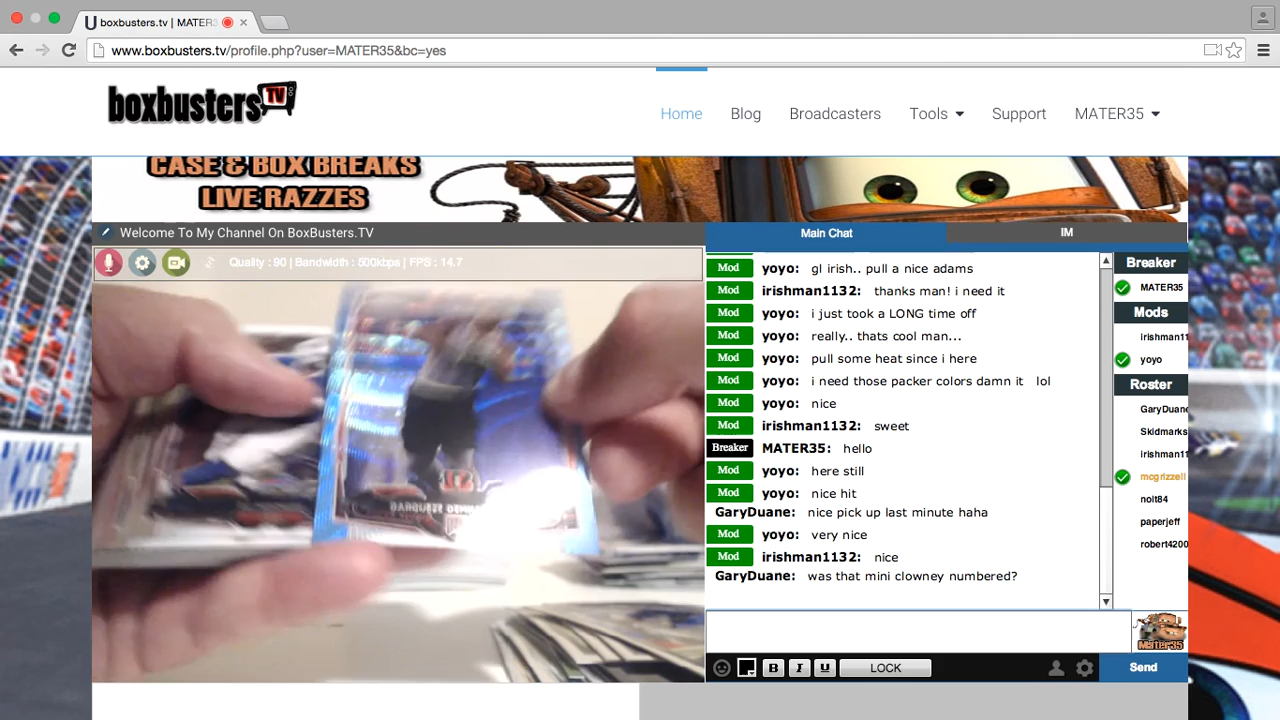 boxbusters.tv | MATER3
www.boxbusters.tv/profile.php?user=MATER35&bc=yes
boxbusters TV
Home Blog Broadcasters Tools Support MATER35
CASE & BOX BREAKS
LIVE RAZZES
Welcome To My Channel On BoxBusters.TV
Main Chat IM
Quality : 90 | Bandwidth : 500kbps | FPS : 14.7
Mod yoyo: gl irish.. pull a nice adams
Mod irishman1132: thanks man! i need it
Mod yoyo: i just took a LONG time off
Mod yoyo: really.. thats cool man...
Mod yoyo: pull some heat since i here
Mod yoyo: i need those packer colors damn it lol
Mod yoyo: nice
Mod irishman1132: sweet
Breaker MATER35: hello
Mod yoyo: here still
Mod yoyo: nice hit
GaryDuane: nice pick up last minute haha
Mod yoyo: very nice
Mod irishman1132: nice
GaryDuane: was that mini clowney numbered?
Breaker
MATER35
Mods
irishman11
yoyo
Roster
GaryDuane
Skidmarks
irishman11
mcgrizzell
nolt84
paperjeff
robert4200
Mater35
B I U LOCK Send